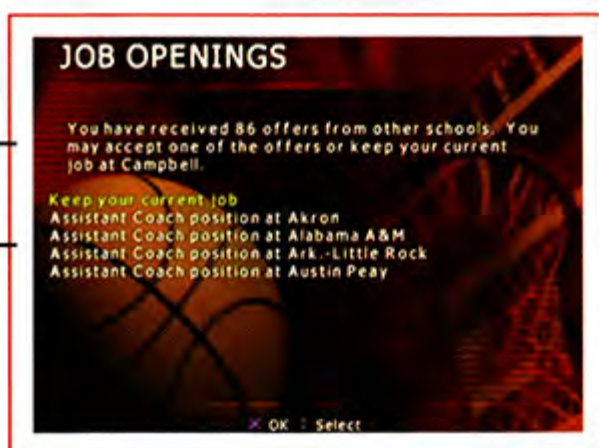 JOB OPENINGS
You have received 86 offers from other schools. You
may accept one of the offers or keep your current
job at Campbell.
Keep your current job
Assistant Coach position at Akron
Assistant Coach position at Alabama A&M
Assistant Coach position at Ark.-Little Rock
Assistant Coach position at Austin Peay
OK Select